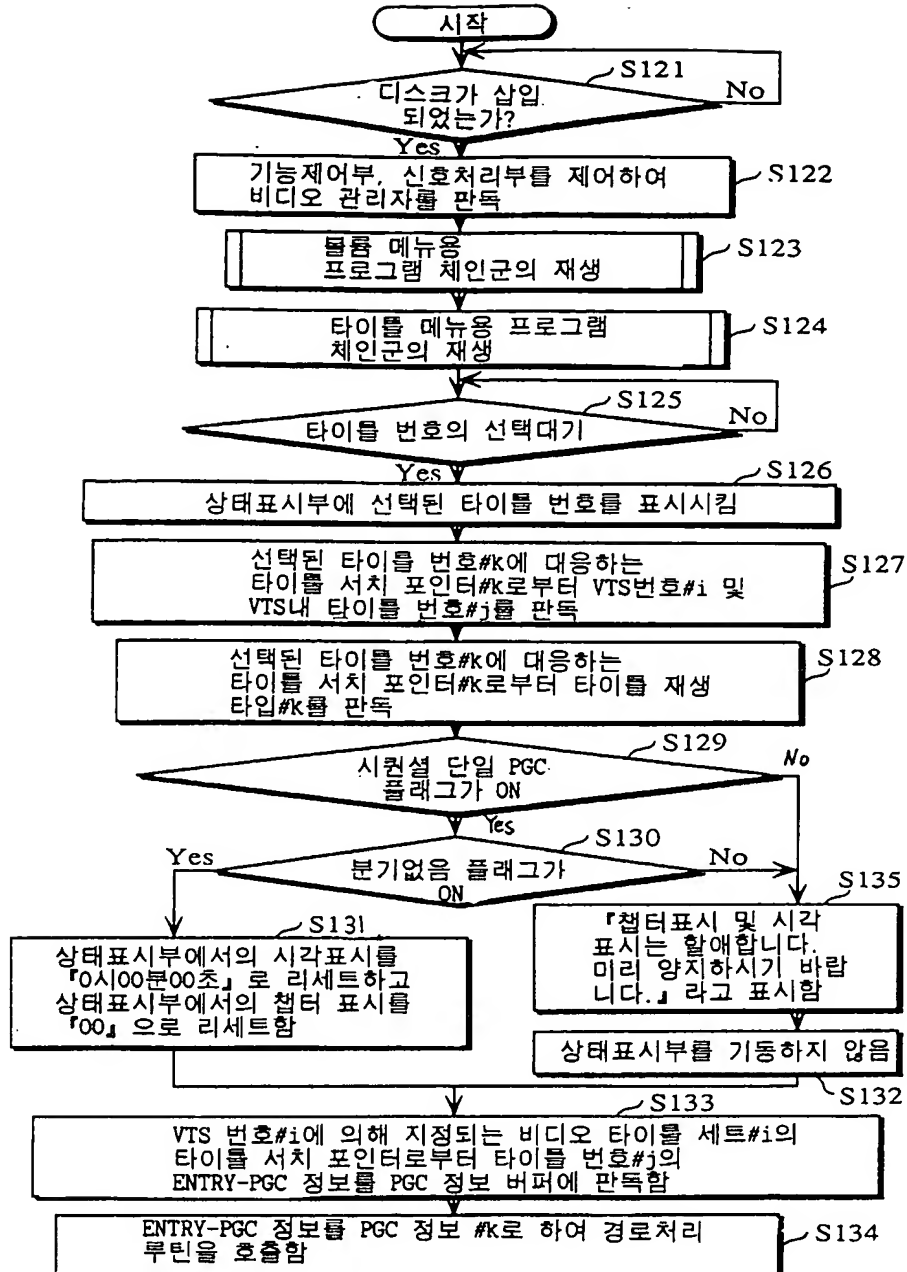 시작
S121
디스크가 삽입
되었는가?
No
Yes
기능제어부, 신호처리부를 제어하여
비디오 관리자를 판독
S122
볼륨 메뉴용
프로그램 체인군의 재생
S123
타이틀 메뉴용 프로그램
체인군의 재생
S124
S125
타이틀 번호의 선택대기
No
Yes
S126
상태표시부에 선택된 타이틀 번호를 표시시킴
선택된 타이틀 번호#k에 대응하는
타이틀 서치 포인터#k로부터 VTS번호#i 및
VTS내 타이틀 번호#j를 판독
S127
선택된 타이틀 번호#k에 대응하는
타이틀 서치 포인터#k로부터 타이틀 재생
타입#k를 판독
S128
S129
시퀀셜 단일 PGC
플래그가 ON
No
Yes
S130
분기없음 플래그가
ON
Yes
No
S131
상태표시부에서의 시각표시를
『0시00분00초』로 리세트하고
상태표시부에서의 챕터 표시를
『00』으로 리세트함
S135
『챕터표시 및 시각
표시는 할애합니다.
미리 양지하시기 바랍
니다.』라고 표시함
상태표시부를 기동하지 않음
S132
S133
VTS 번호#i에 의해 지정되는 비디오 타이틀 세트#i의
타이틀 서치 포인터로부터 타이틀 번호#j의
ENTRY-PGC 정보를 PGC 정보 버퍼에 판독함
ENTRY-PGC 정보를 PGC 정보 #k로 하여 경로처리
루틴을 호출함
S134